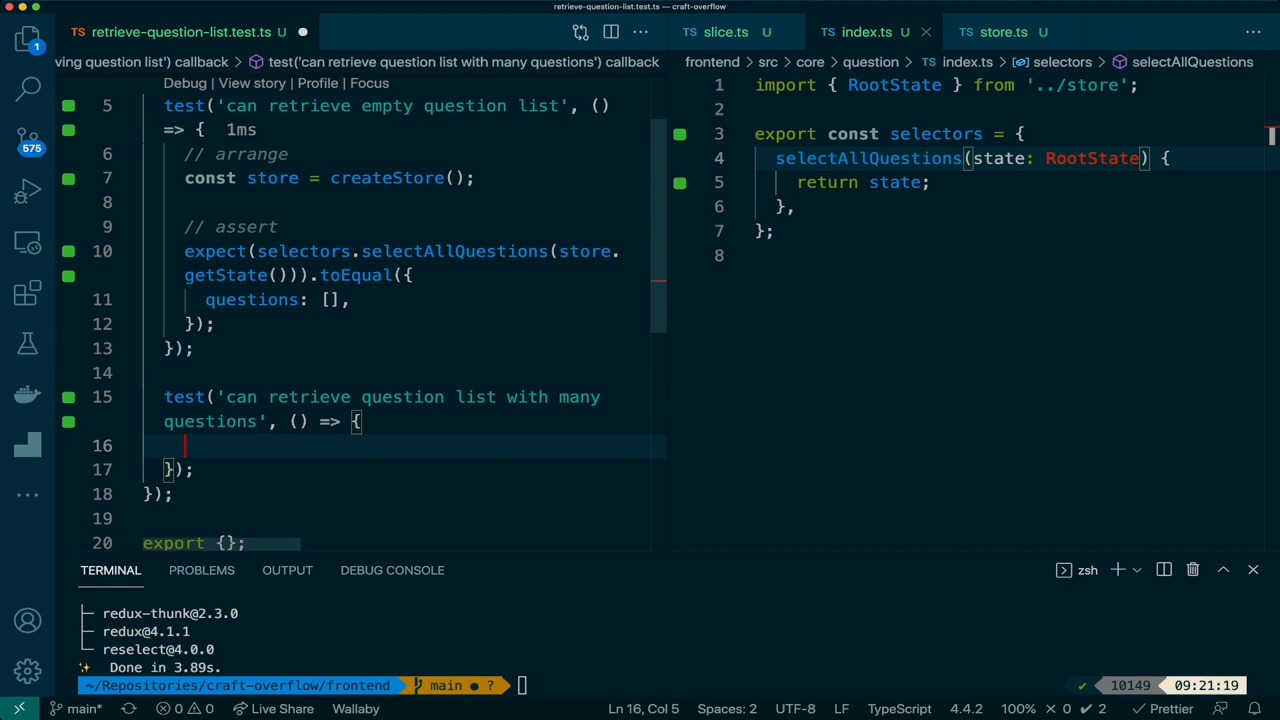 retrieve-question-list.test.ts — craft-overflow
TS retrieve-question-list.test.ts U
TS slice.ts U
TS index.ts U
TS store.ts U
ving question list') callback > test('can retrieve question list with many questions') callback
frontend > src > core > question > TS index.ts > selectors > selectAllQuestions
Debug | View story | Profile | Focus
5 test('can retrieve empty question list', ()
=> { 1ms
6 // arrange
7 const store = createStore();
8
9 // assert
10 expect(selectors.selectAllQuestions(store.
getState())).toEqual({
11 questions: [],
12 });
13 });
14
15 test('can retrieve question list with many
questions', () => {
16
17 });
18 });
19
20 export {};
1 import { RootState } from '../store';
2
3 export const selectors = {
4 selectAllQuestions(state: RootState) {
5 return state;
6 },
7 };
8
1
575
TERMINAL PROBLEMS OUTPUT DEBUG CONSOLE
zsh
├─ redux-thunk@2.3.0
├─ redux@4.1.1
└─ reselect@4.0.0
✨ Done in 3.89s.
~/Repositories/craft-overflow/frontend main ● ?
✔ 10149 09:21:19
main* 0 0 Live Share Wallaby Ln 16, Col 5 Spaces: 2 UTF-8 LF TypeScript 4.4.2 100% × 0 ✓ 2 ✓ Prettier